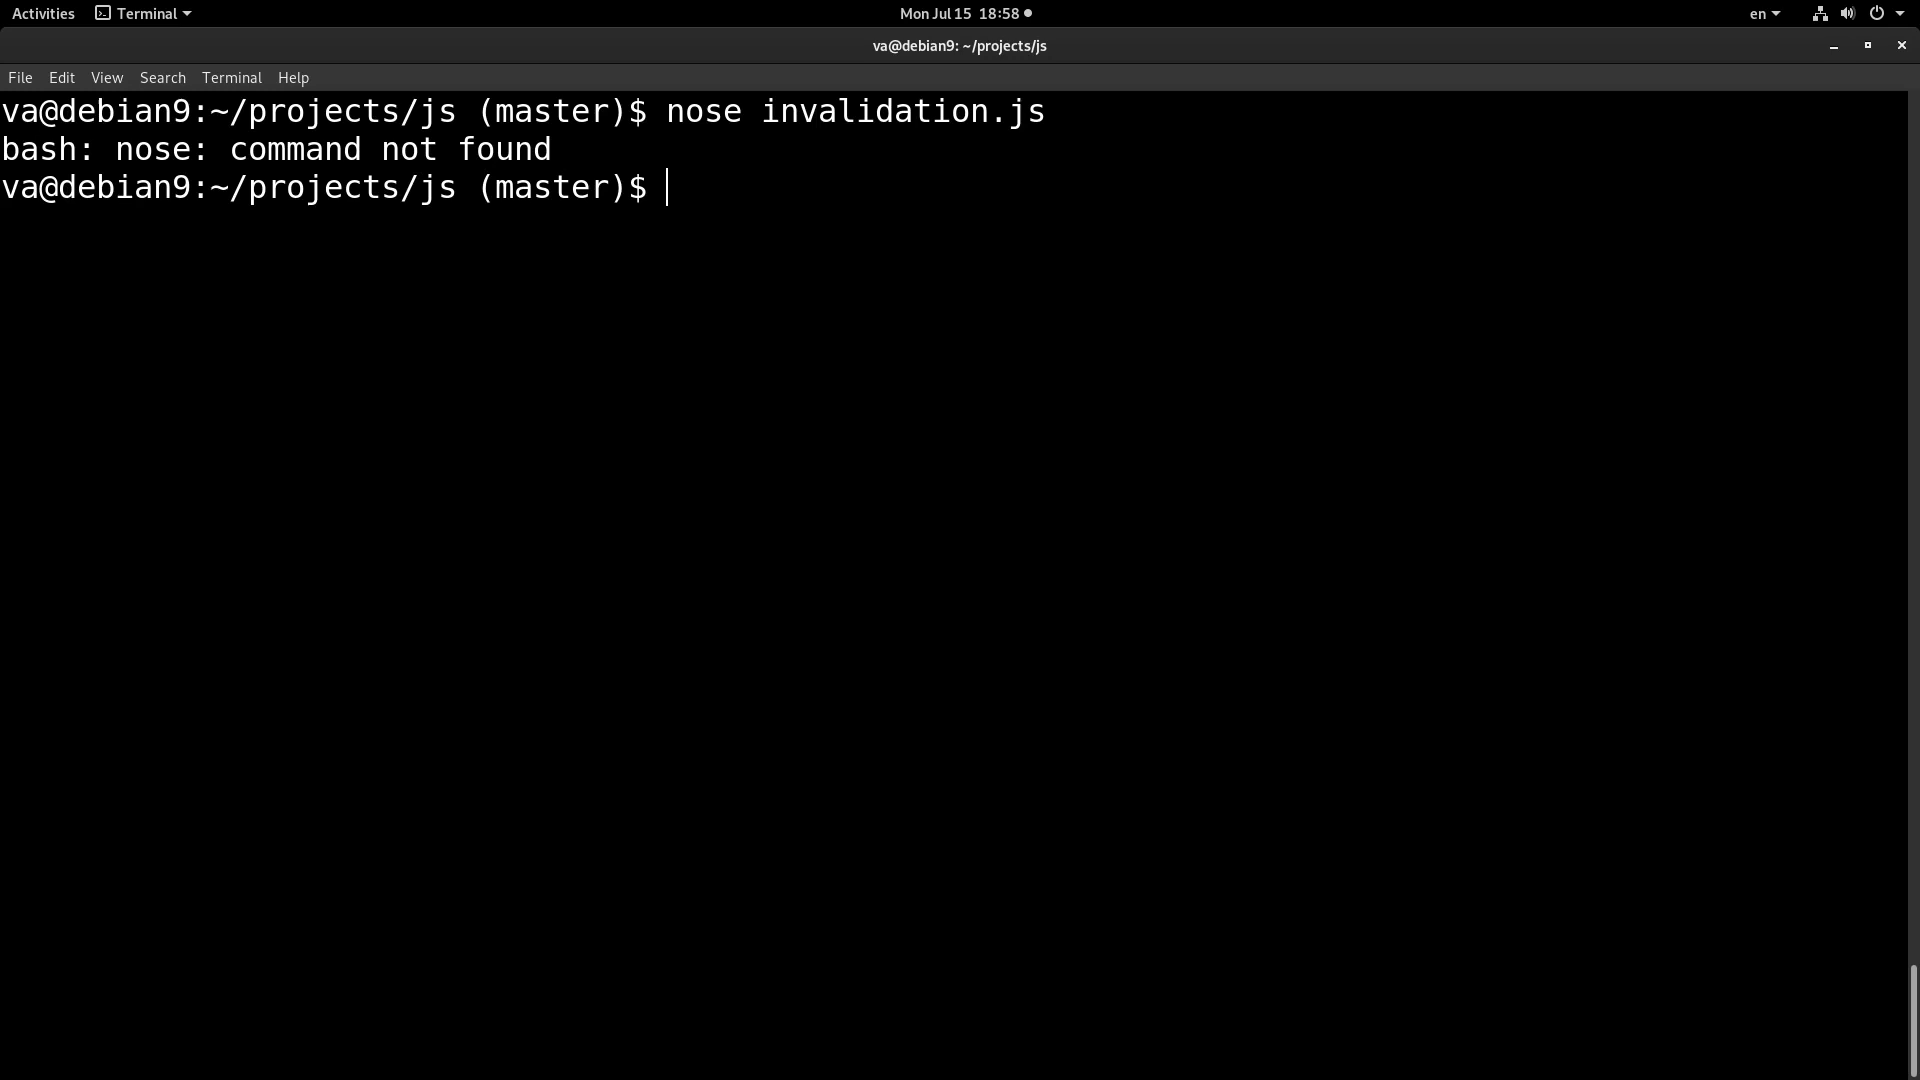 Activities Terminal Mon Jul 15 18:58 en
va@debian9: ~/projects/js
File Edit View Search Terminal Help
va@debian9:~/projects/js (master)$ nose invalidation.js
bash: nose: command not found
va@debian9:~/projects/js (master)$